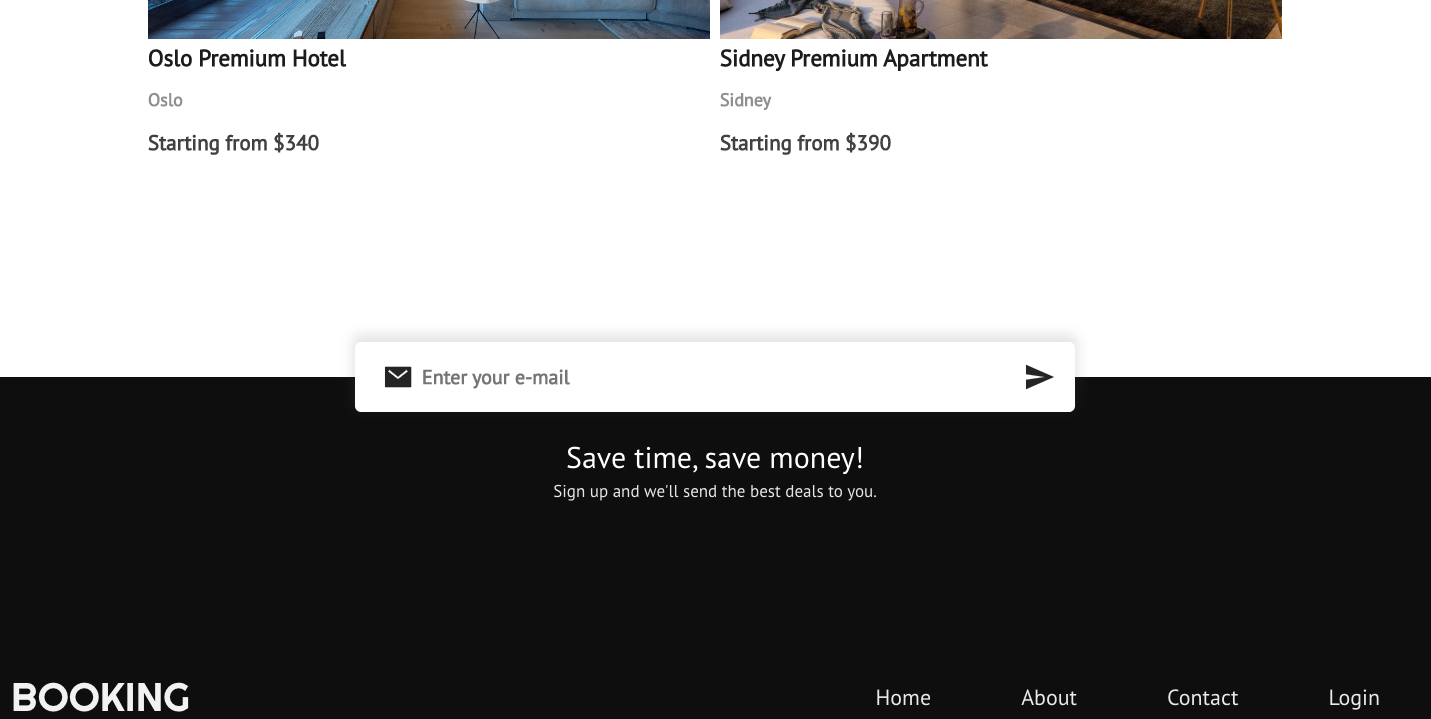 Oslo Premium Hotel
Oslo
Starting from $340
Sidney Premium Apartment
Sidney
Starting from $390
Enter your e-mail
Save time, save money!
Sign up and we'll send the best deals to you.
BOOKING
Home About Contact Login